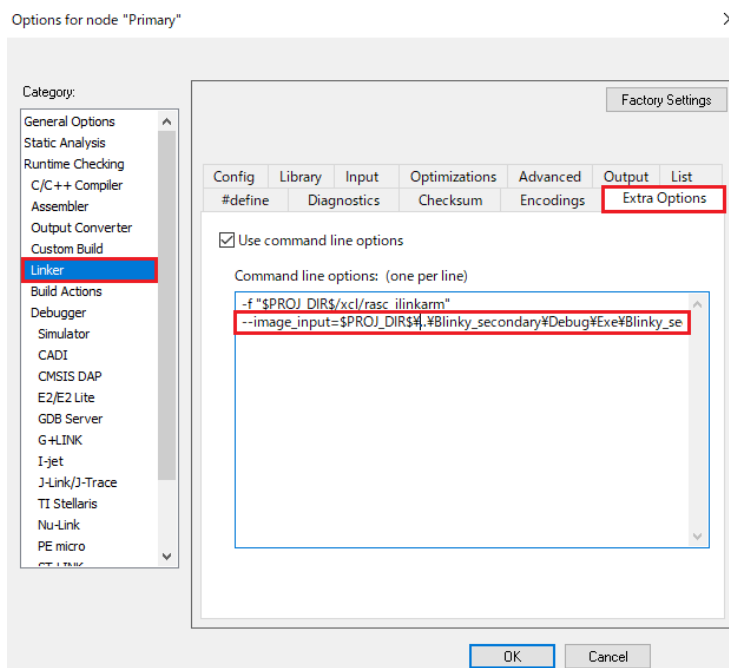 Options for node "Primary"
Category:
Factory Settings
General Options
Static Analysis
Runtime Checking
C/C++ Compiler
Assembler
Output Converter
Custom Build
Linker
Build Actions
Debugger
Simulator
CADI
CMSIS DAP
E2/E2 Lite
GDB Server
G+LINK
I-jet
J-Link/J-Trace
TI Stellaris
Nu-Link
PE micro
ST-LINK
Config Library Input Optimizations Advanced Output List
#define Diagnostics Checksum Encodings Extra Options
Use command line options
Command line options: (one per line)
-f "$PROJ_DIR$/xcl/rasc_ilinkarm"
--image_input=$PROJ_DIR$¥..¥Blinky_secondary¥Debug¥Exe¥Blinky_se
OK Cancel